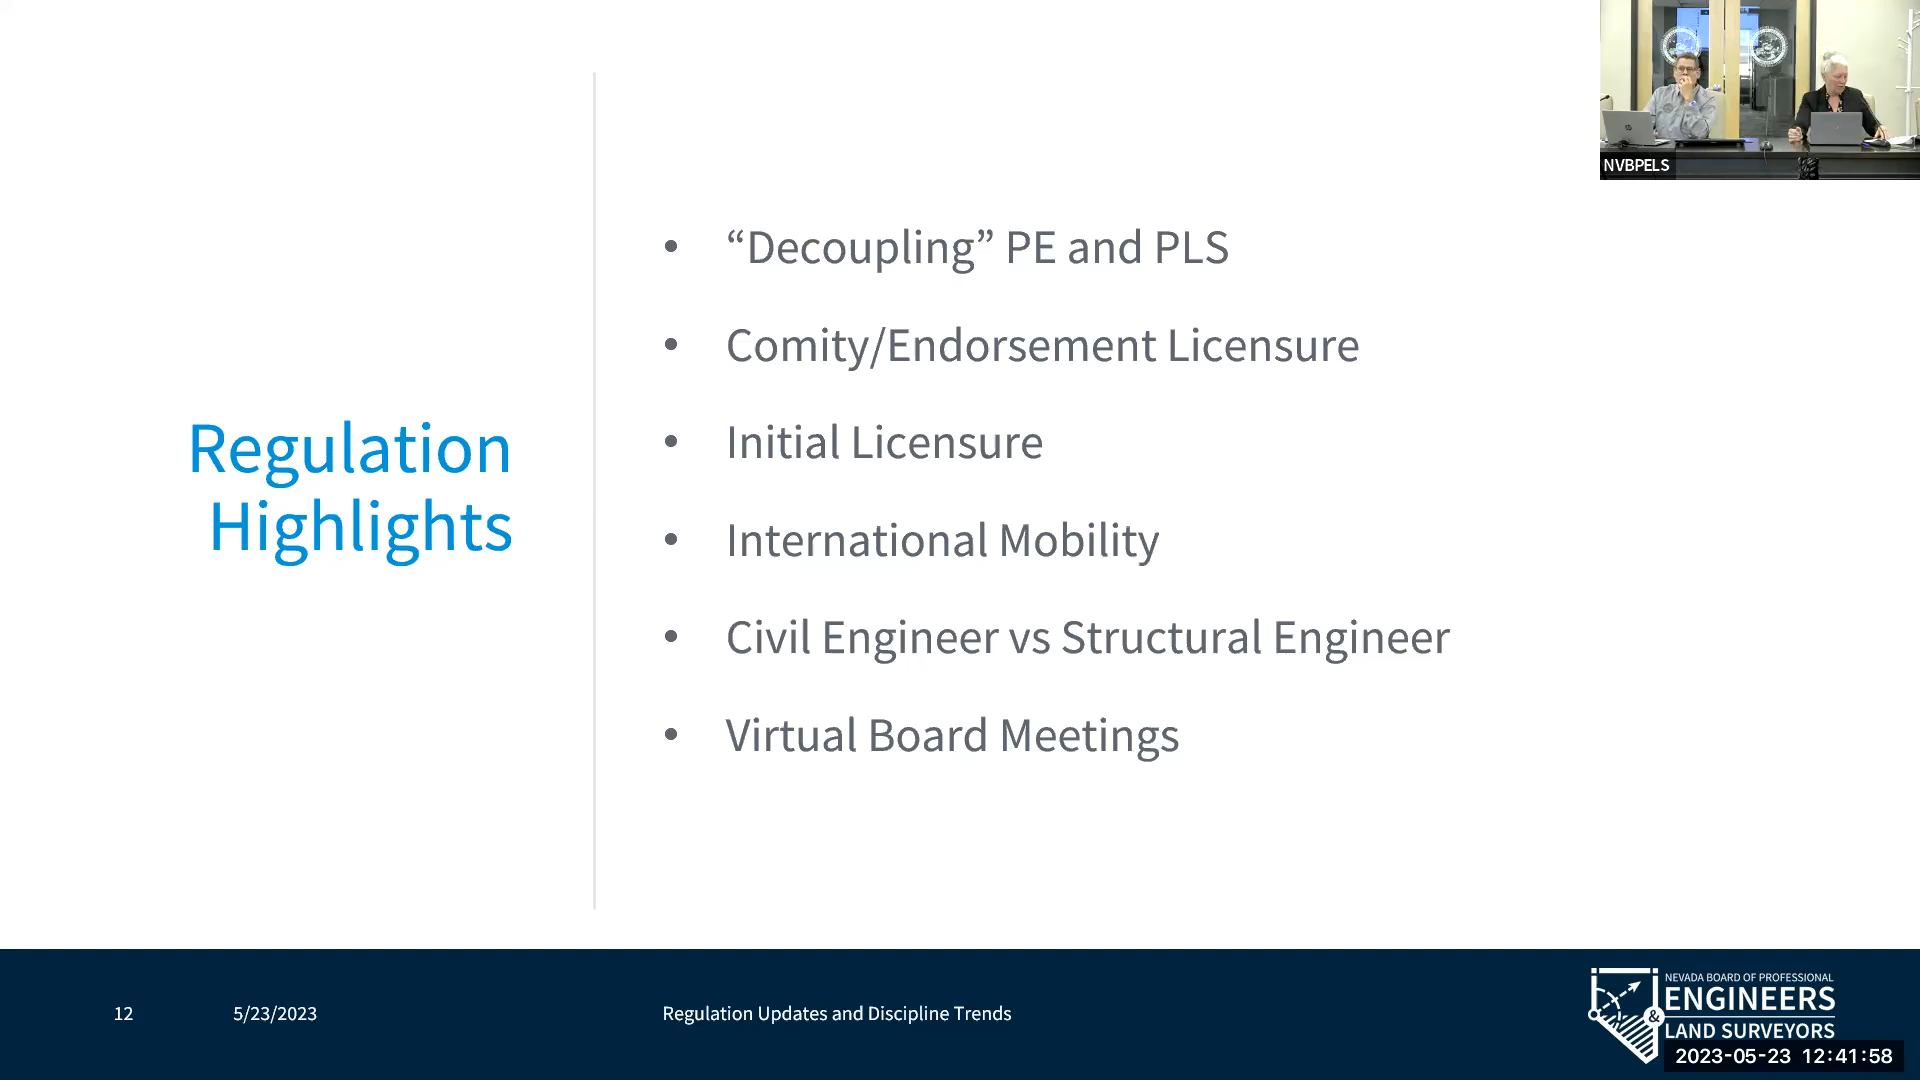 NVBPELS
Regulation
Highlights
• “Decoupling” PE and PLS
• Comity/Endorsement Licensure
• Initial Licensure
• International Mobility
• Civil Engineer vs Structural Engineer
• Virtual Board Meetings
12
5/23/2023
Regulation Updates and Discipline Trends
NEVADA BOARD OF PROFESSIONAL
ENGINEERS
&
LAND SURVEYORS
2023-05-23 12:41:58